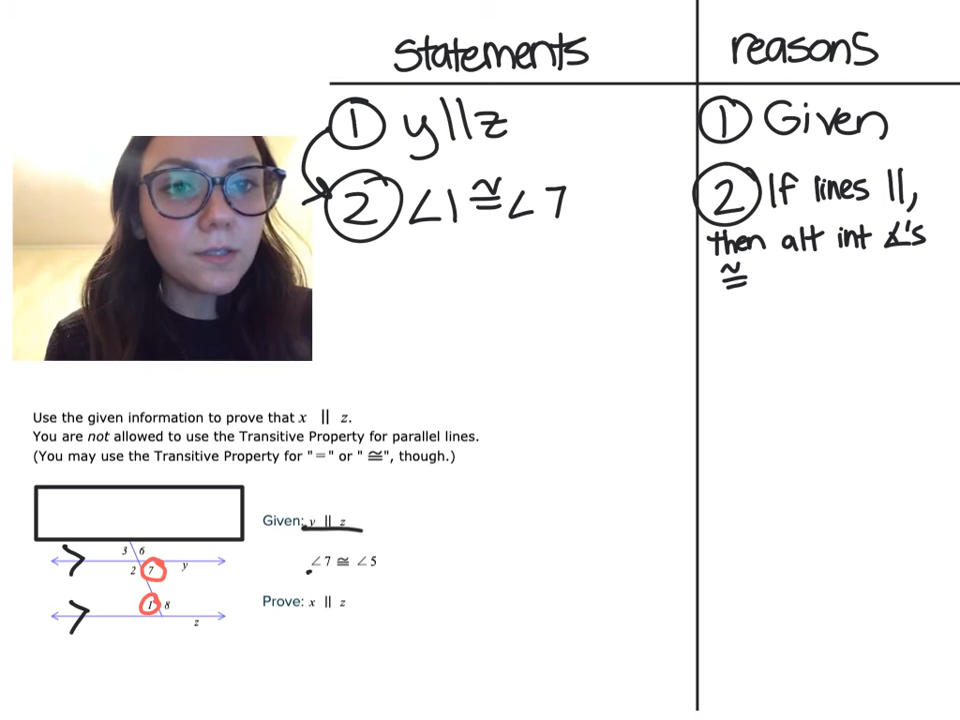 statements
reasons
① y || z
① Given
② ∠1 ≅ ∠7
② If lines ||,
then alt int ∡'s
≅
Use the given information to prove that x || z.
You are not allowed to use the Transitive Property for parallel lines.
(You may use the Transitive Property for "=" or "≅", though.)
Given: y || z
∠7 ≅ ∠5
Prove: x || z
3 6
2 7 y
1 8
z